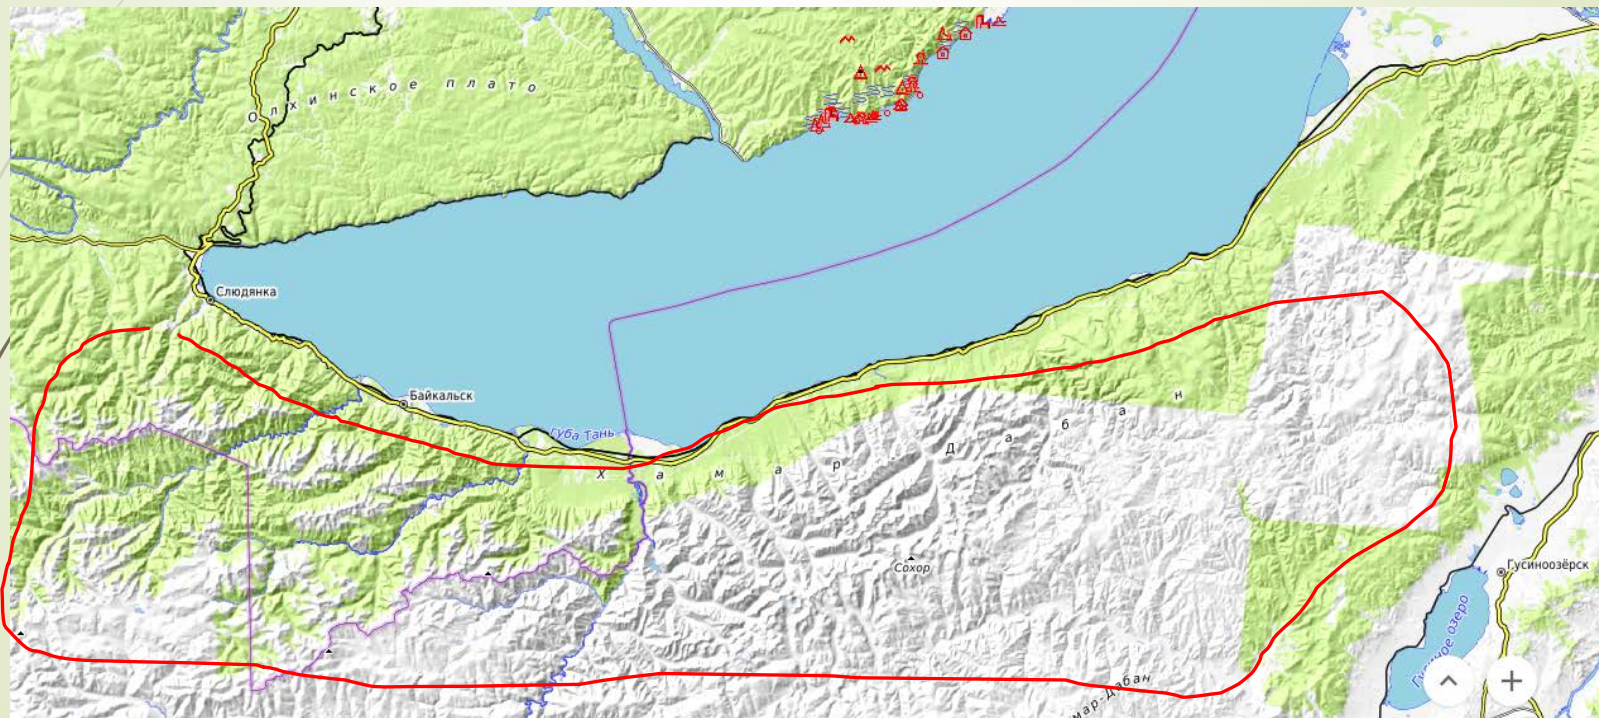 Олхинское плато
Слюдянка
Байкальск
Губа Тань
Хамар-Дабан
Сохор
Гусиноозёрск
Гусиное озеро
мар-Дабан